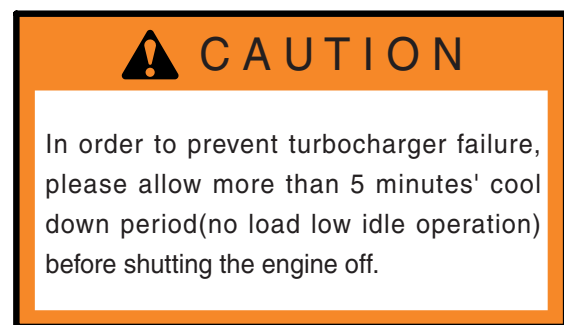 CAUTION
In order to prevent turbocharger failure,
please allow more than 5 minutes' cool
down period(no load low idle operation)
before shutting the engine off.